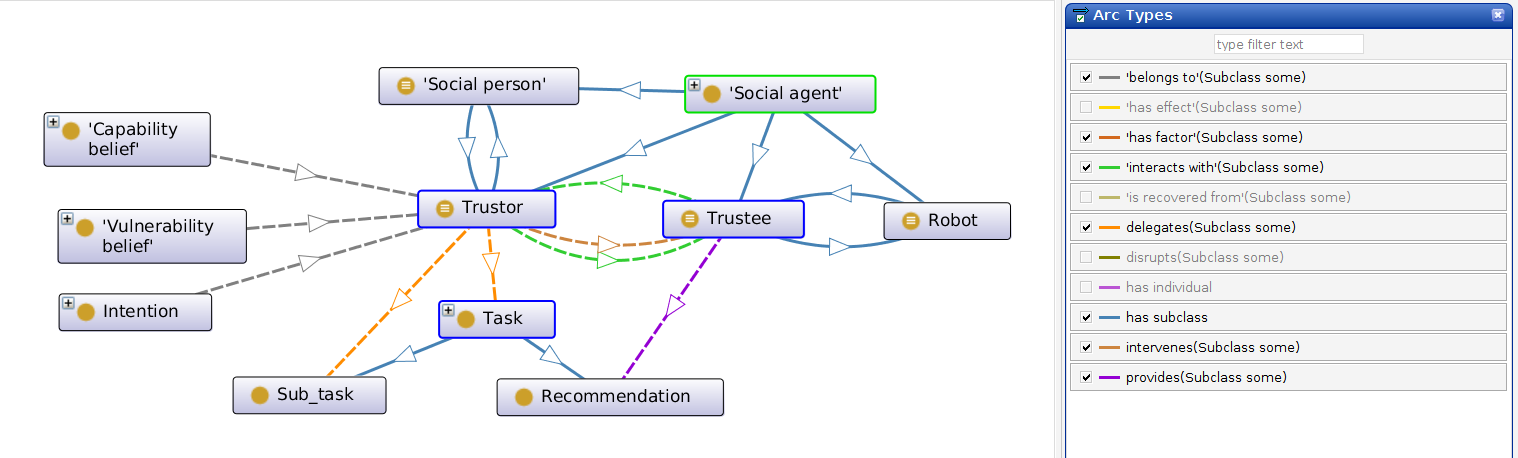 'Social person'
'Social agent'
'Capability
belief'
'Vulnerability
belief'
Intention
Trustor
Trustee
Robot
Task
Sub_task
Recommendation
Arc Types
type filter text
'belongs to'(Subclass some)
'has effect'(Subclass some)
'has factor'(Subclass some)
'interacts with'(Subclass some)
'is recovered from'(Subclass some)
delegates(Subclass some)
disrupts(Subclass some)
has individual
has subclass
intervenes(Subclass some)
provides(Subclass some)